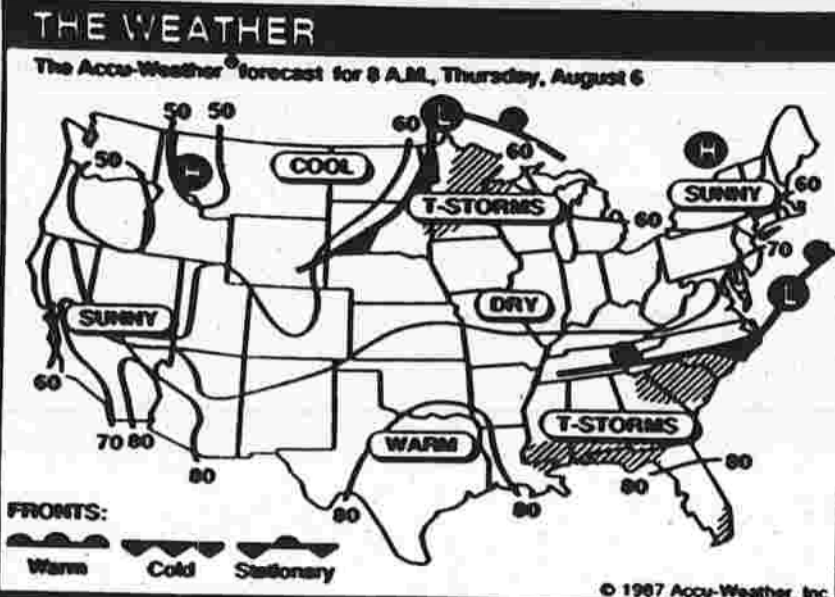 THE WEATHER
The Accu-Weather® forecast for 8 A.M., Thursday, August 6
50 50
60
L
60
H
50
H
COOL
T-STORMS
SUNNY
60
60
70
L
SUNNY
DRY
60
70 80
80
WARM
T-STORMS
80
80
80
80
FRONTS:
Warm Cold Stationary
© 1987 Accu-Weather, Inc